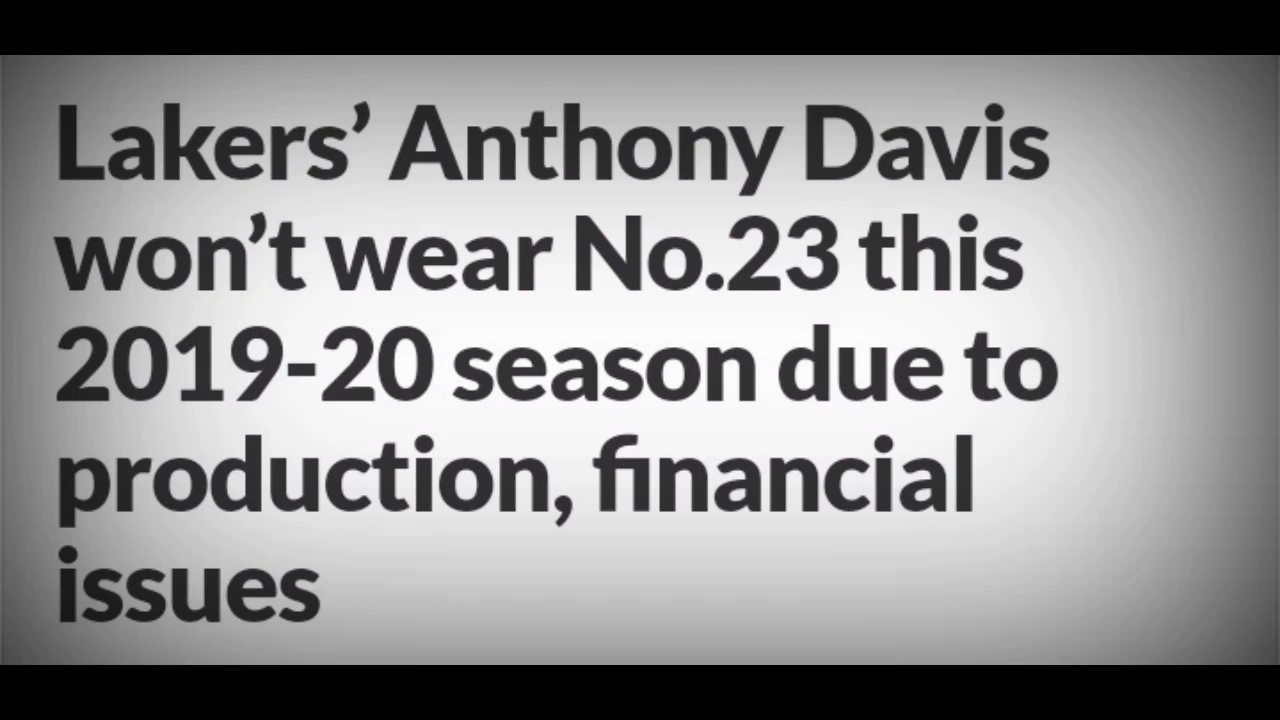 Lakers’ Anthony Davis
won’t wear No.23 this
2019-20 season due to
production, financial
issues